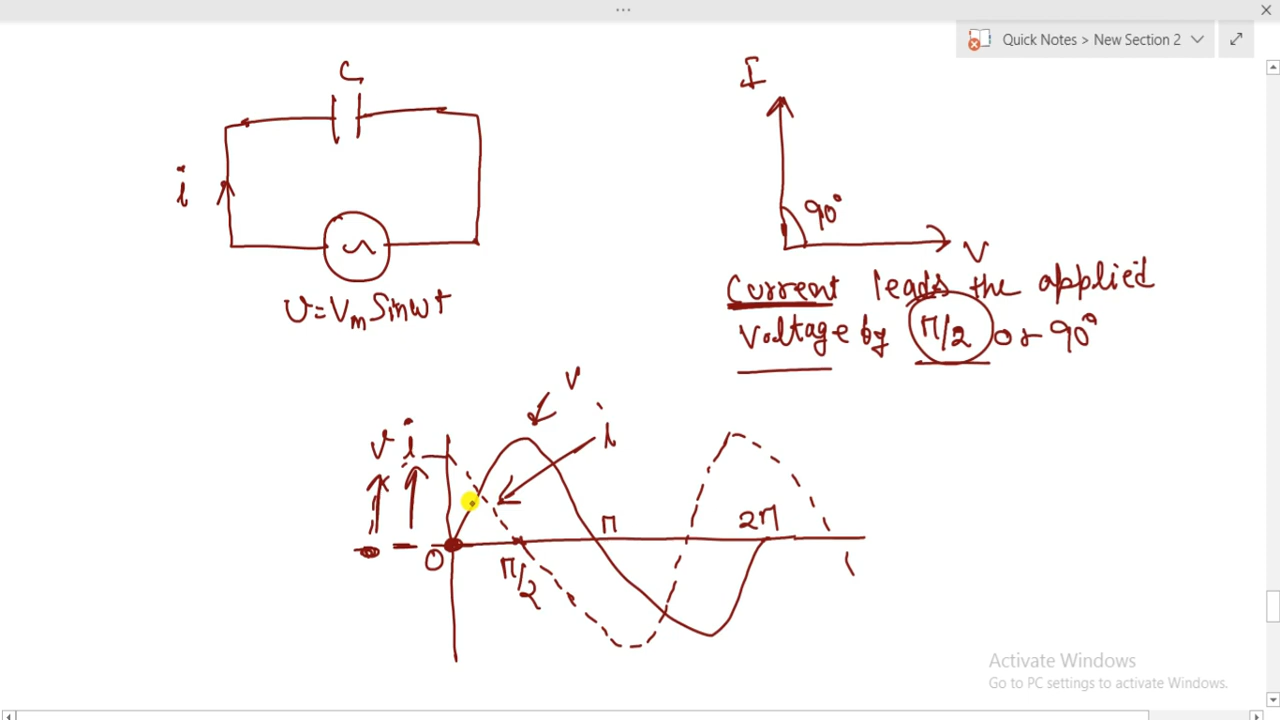 Quick Notes > New Section 2
C
i
v=Vm Sinωt
I
90°
V
Current leads the applied
Voltage by π/2 or 90°
V
i
v i
0
π/2
π
2π
Activate Windows
Go to PC settings to activate Windows.